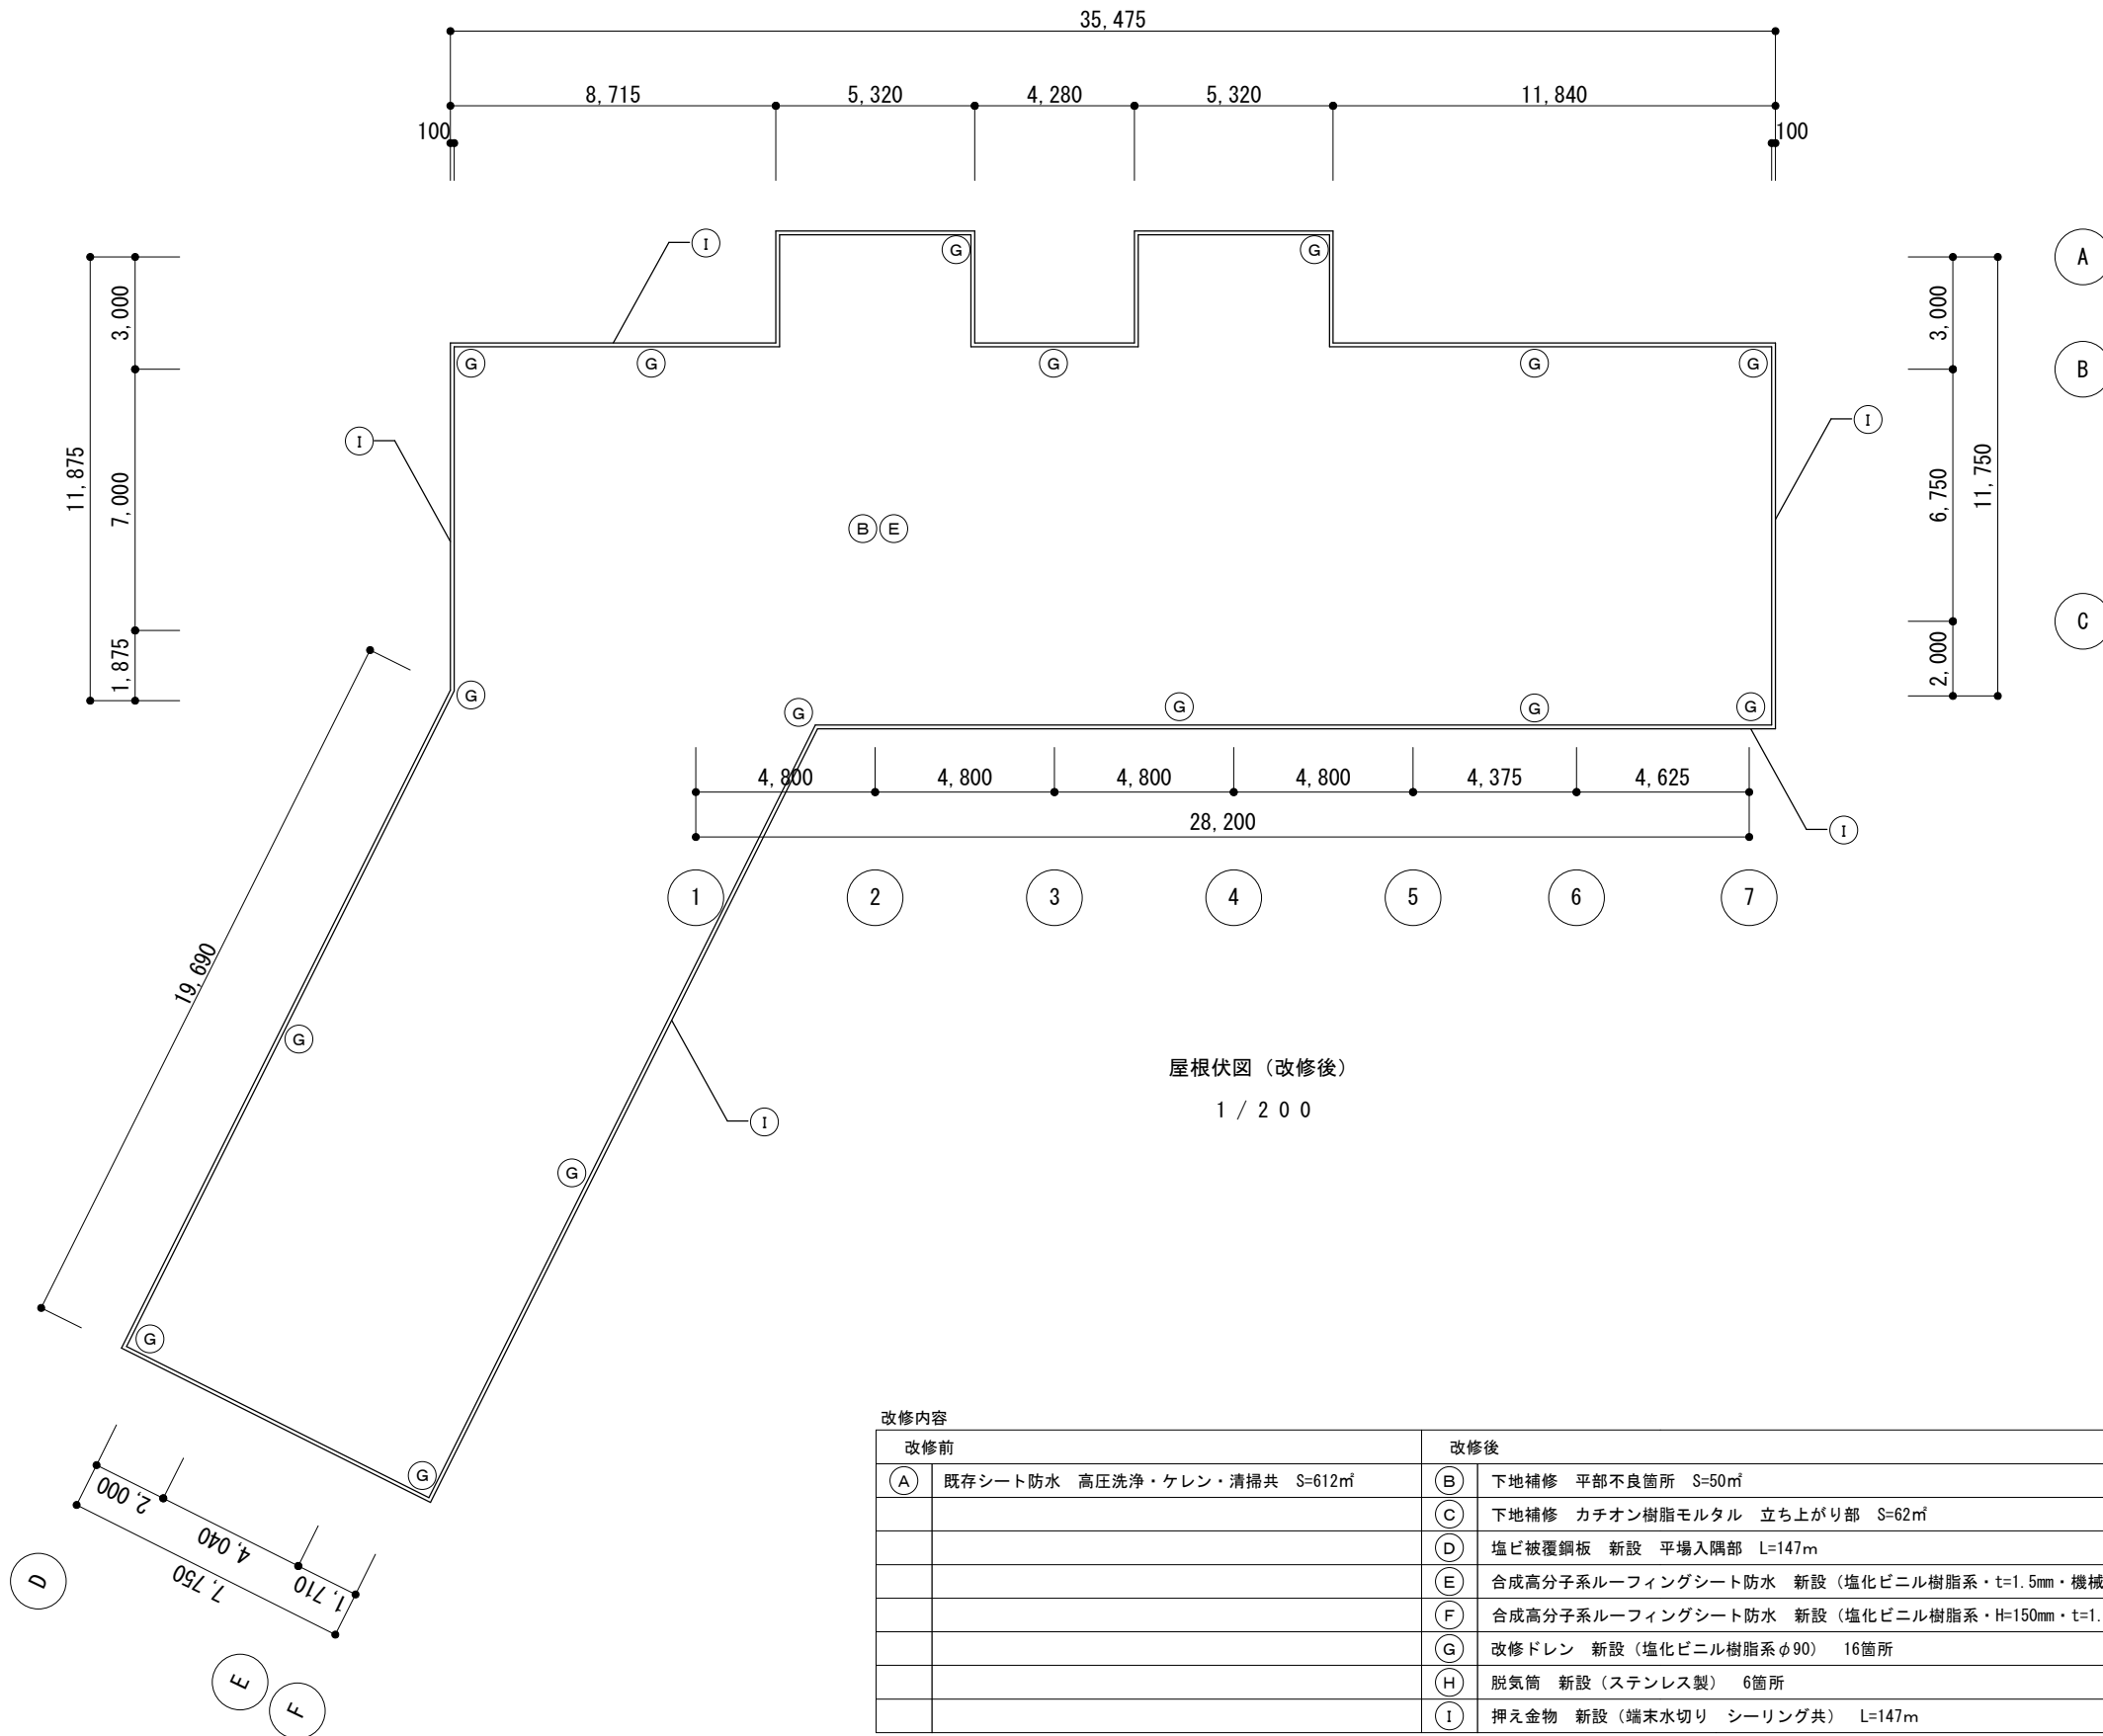 35,475
8,715 5,320 4,280 5,320 11,840
100 100
I
G G
A
3,000 3,000
G G G G G
B
I I
11,875 7,000 6,750 11,750
B E
C
1,875 2,000
G G G G G
4,800 4,800 4,800 4,800 4,375 4,625
28,200
I
1 2 3 4 5 6 7
19,690
G
屋根伏図（改修後）
1/200
I
G
G
G
2,000
4,040
1,710
7,750
D
E
F
改修内容
改修前 改修後
A 既存シート防水 高圧洗浄・ケレン・清掃共 S=612㎡ B 下地補修 平部不良箇所 S=50㎡
C 下地補修 カチオン樹脂モルタル 立ち上がり部 S=62㎡
D 塩ビ被覆鋼板 新設 平場入隅部 L=147m
E 合成高分子系ルーフィングシート防水 新設（塩化ビニル樹脂系・t=1.5mm・機械
F 合成高分子系ルーフィングシート防水 新設（塩化ビニル樹脂系・H=150mm・t=1.
G 改修ドレン 新設（塩化ビニル樹脂系φ90） 16箇所
H 脱気筒 新設（ステンレス製） 6箇所
I 押え金物 新設（端末水切り シーリング共） L=147m